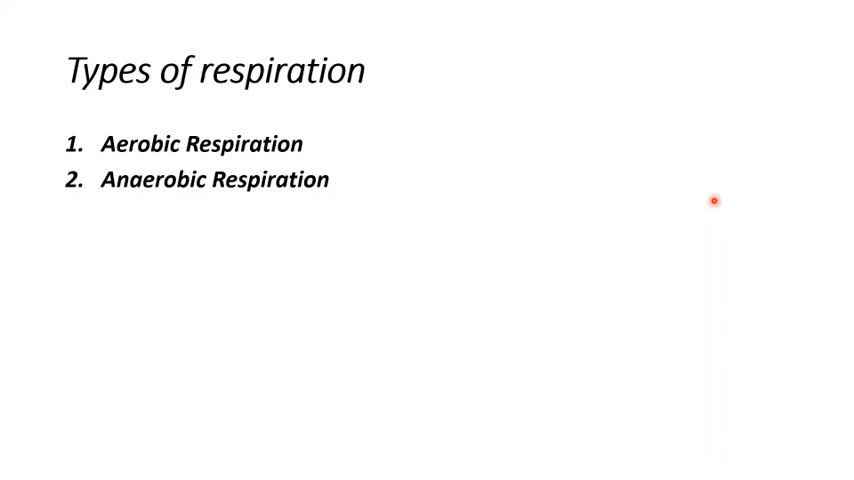 Types of respiration
1. Aerobic Respiration
2. Anaerobic Respiration